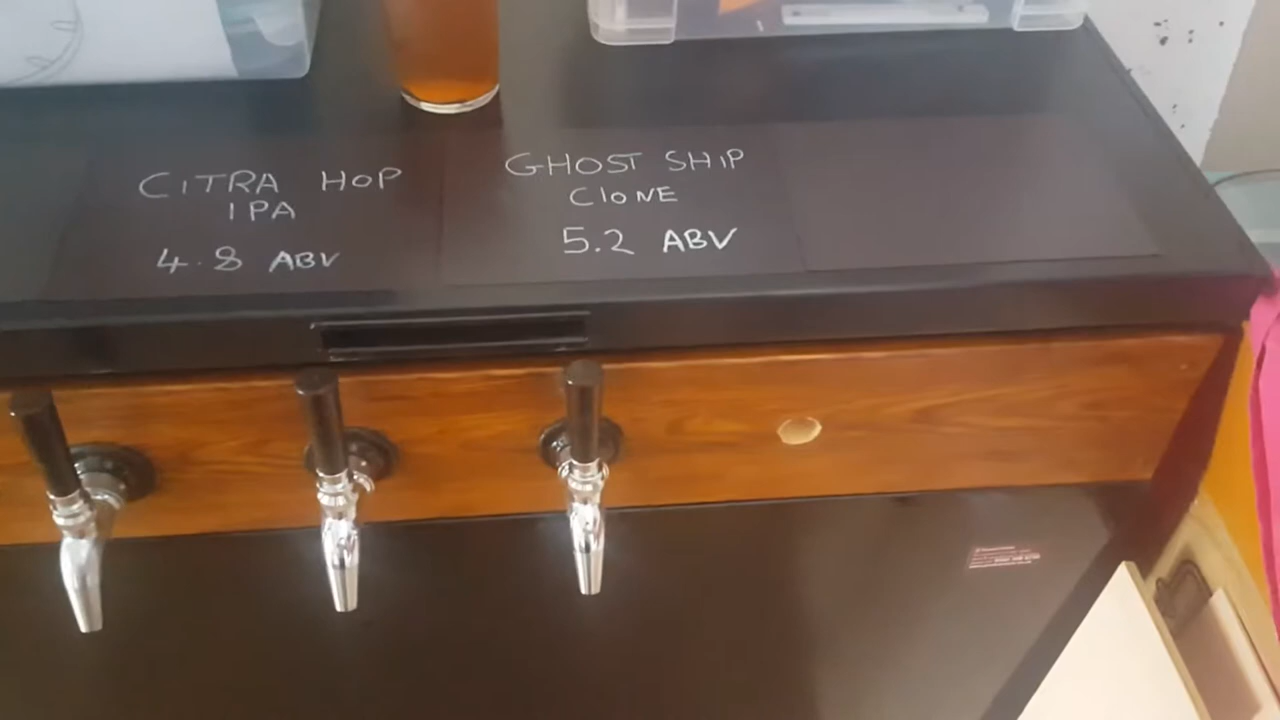 CITRA HOP
IPA
4.8 ABV
GHOST SHIP
CloNE
5.2 ABV